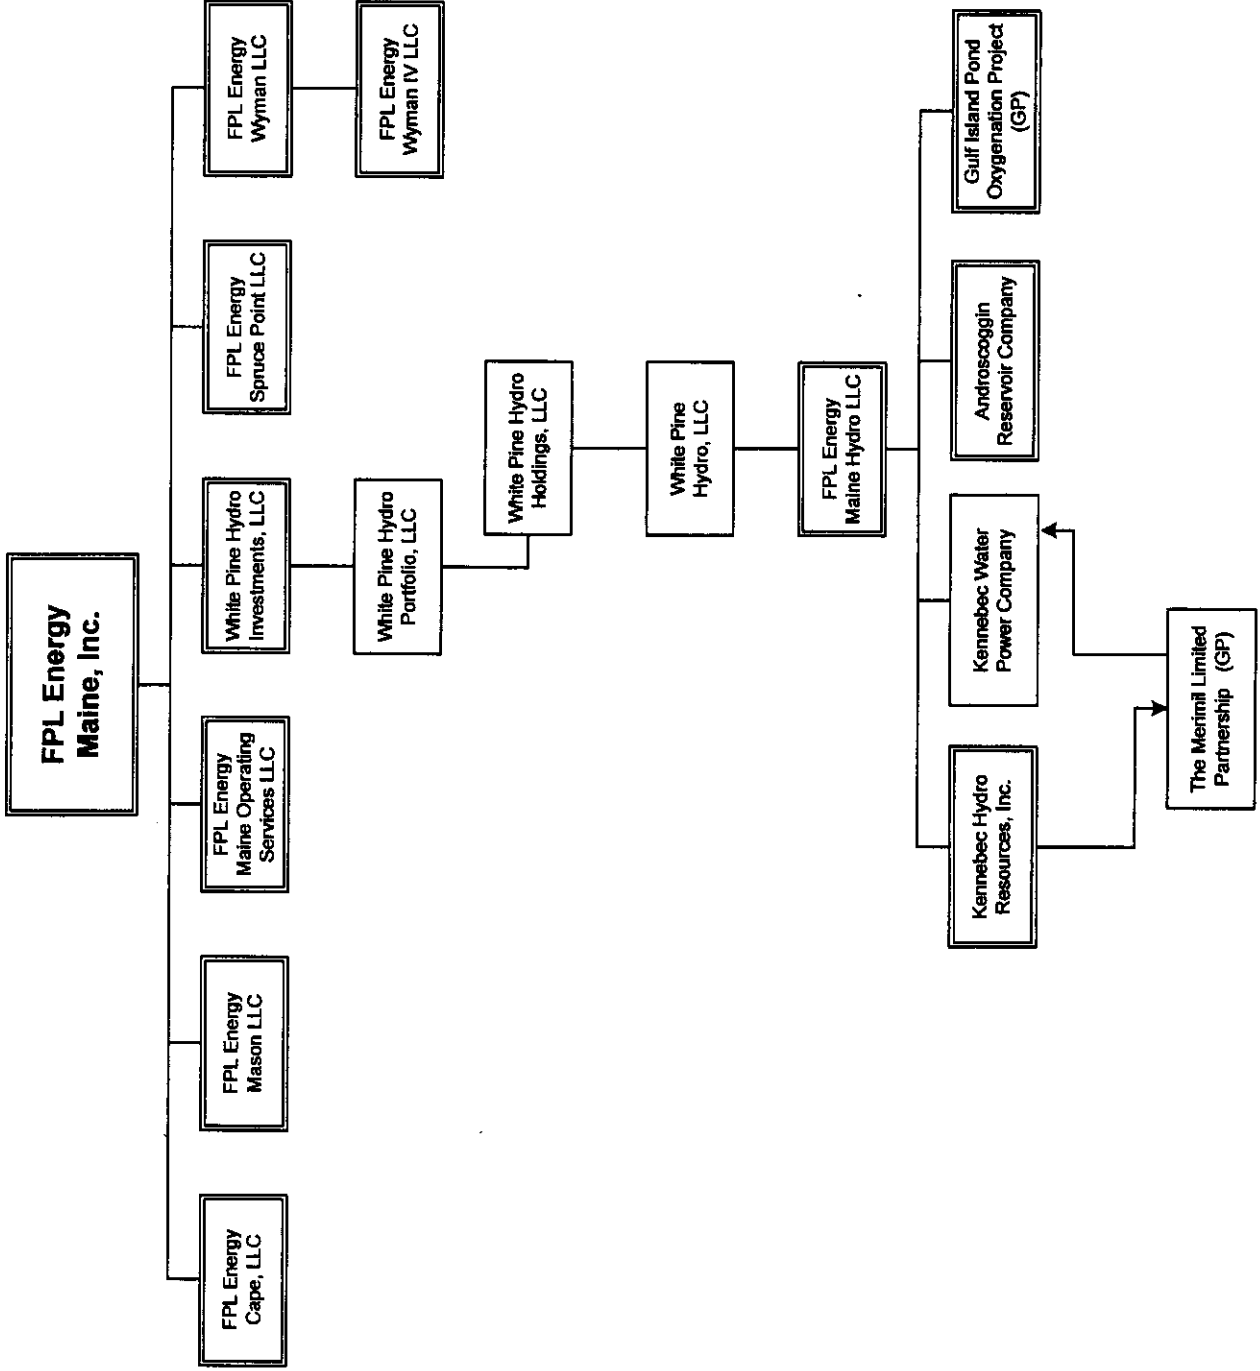 FPL Energy
Maine, Inc.
FPL Energy
Cape, LLC
FPL Energy
Mason LLC
FPL Energy
Maine Operating
Services LLC
White Pine Hydro
Investments, LLC
FPL Energy
Spruce Point LLC
FPL Energy
Wyman LLC
White Pine Hydro
Portfolio, LLC
FPL Energy
Wyman IV LLC
White Pine Hydro
Holdings, LLC
White Pine
Hydro, LLC
FPL Energy
Maine Hydro LLC
Kennebec Hydro
Resources, Inc.
Kennebec Water
Power Company
Androscoggin
Reservoir Company
Gulf Island Pond
Oxygenation Project
(GP)
The Merimil Limited
Partnership (GP)